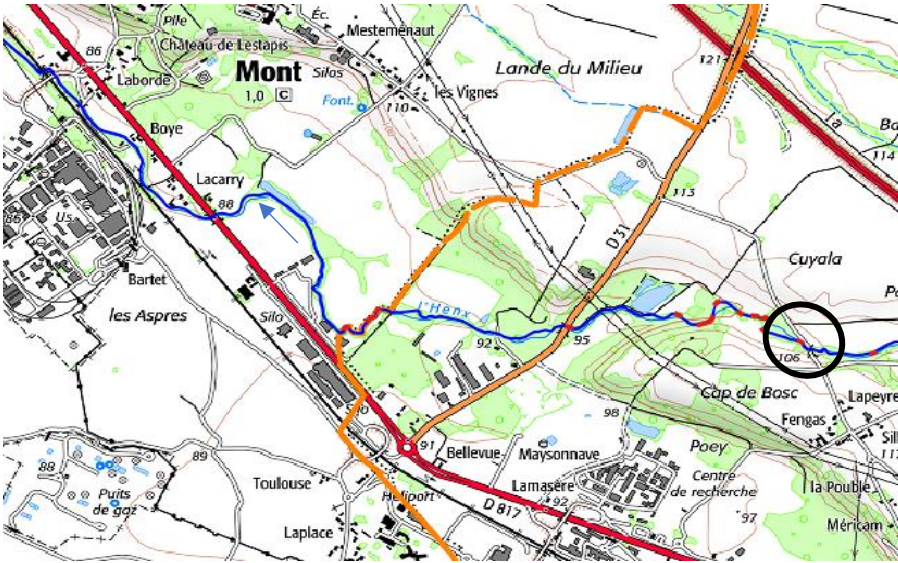 Pile
Éc.
Mestemenaut
Château de Lestapis
86
Laborde
Mont
1,0 C
Silos
Font.
110
les Vignes
Lande du Milieu
121
114
Boye
Lacarry
88
Us.
Bartet
les Aspres
Silo
113
D 31
Cuyala
l'Henx
92
95
106
Cap de Bosc
Lapeyre
Fengas
98
91
Bellevue
Maysonnave
Poey
Centre
de recherche
la Pouble
Méricam
97
Lamasère
92
D 817
Héliport
Toulouse
Laplace
89
88
Puits
de gaz